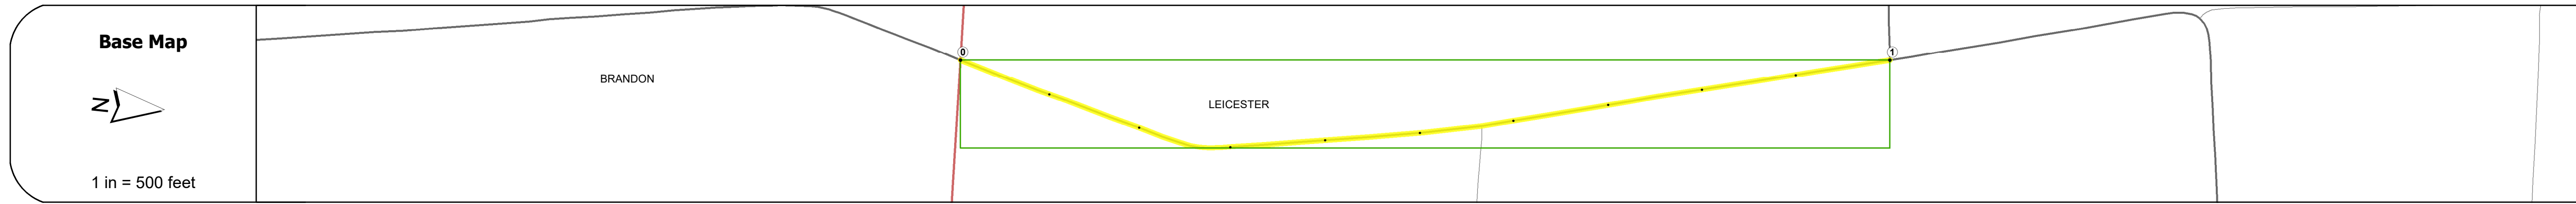 Base Map
N
1 in = 500 feet
BRANDON
LEICESTER
0
1